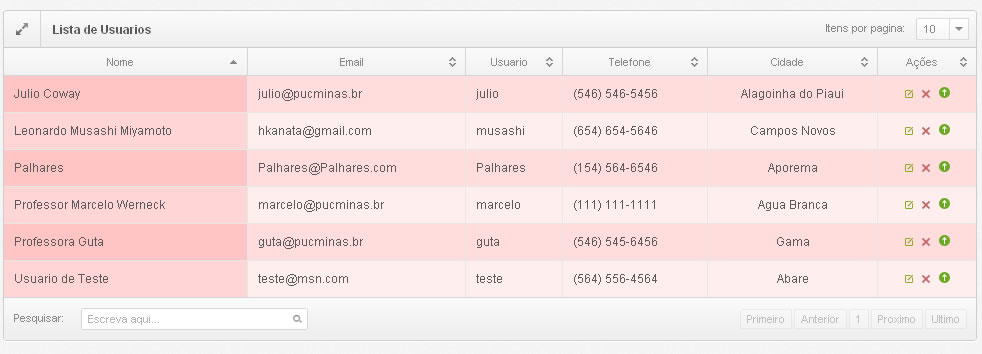 Lista de Usuarios Itens por pagina: 10
Nome Email Usuario Telefone Cidade Ações
Julio Coway julio@pucminas.br julio (546) 546-5456 Alagoinha do Piaui
Leonardo Musashi Miyamoto hkanata@gmail.com musashi (654) 654-5646 Campos Novos
Palhares Palhares@Palhares.com Palhares (154) 564-6546 Aporema
Professor Marcelo Werneck marcelo@pucminas.br marcelo (111) 111-1111 Agua Branca
Professora Guta guta@pucminas.br guta (546) 545-6456 Gama
Usuario de Teste teste@msn.com teste (564) 556-4564 Abare
Pesquisar: Escreva aqui... Primeiro Anterior 1 Proximo Ultimo